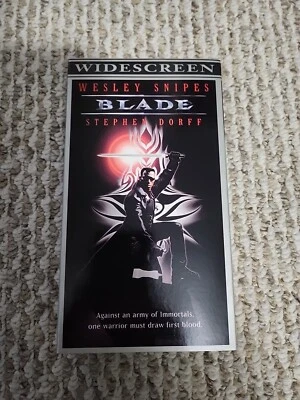 WIDESCREEN
WESLEY SNIPES
BLADE
STEPHEN DORFF
Against an army of Immortals,
one warrior must draw first blood